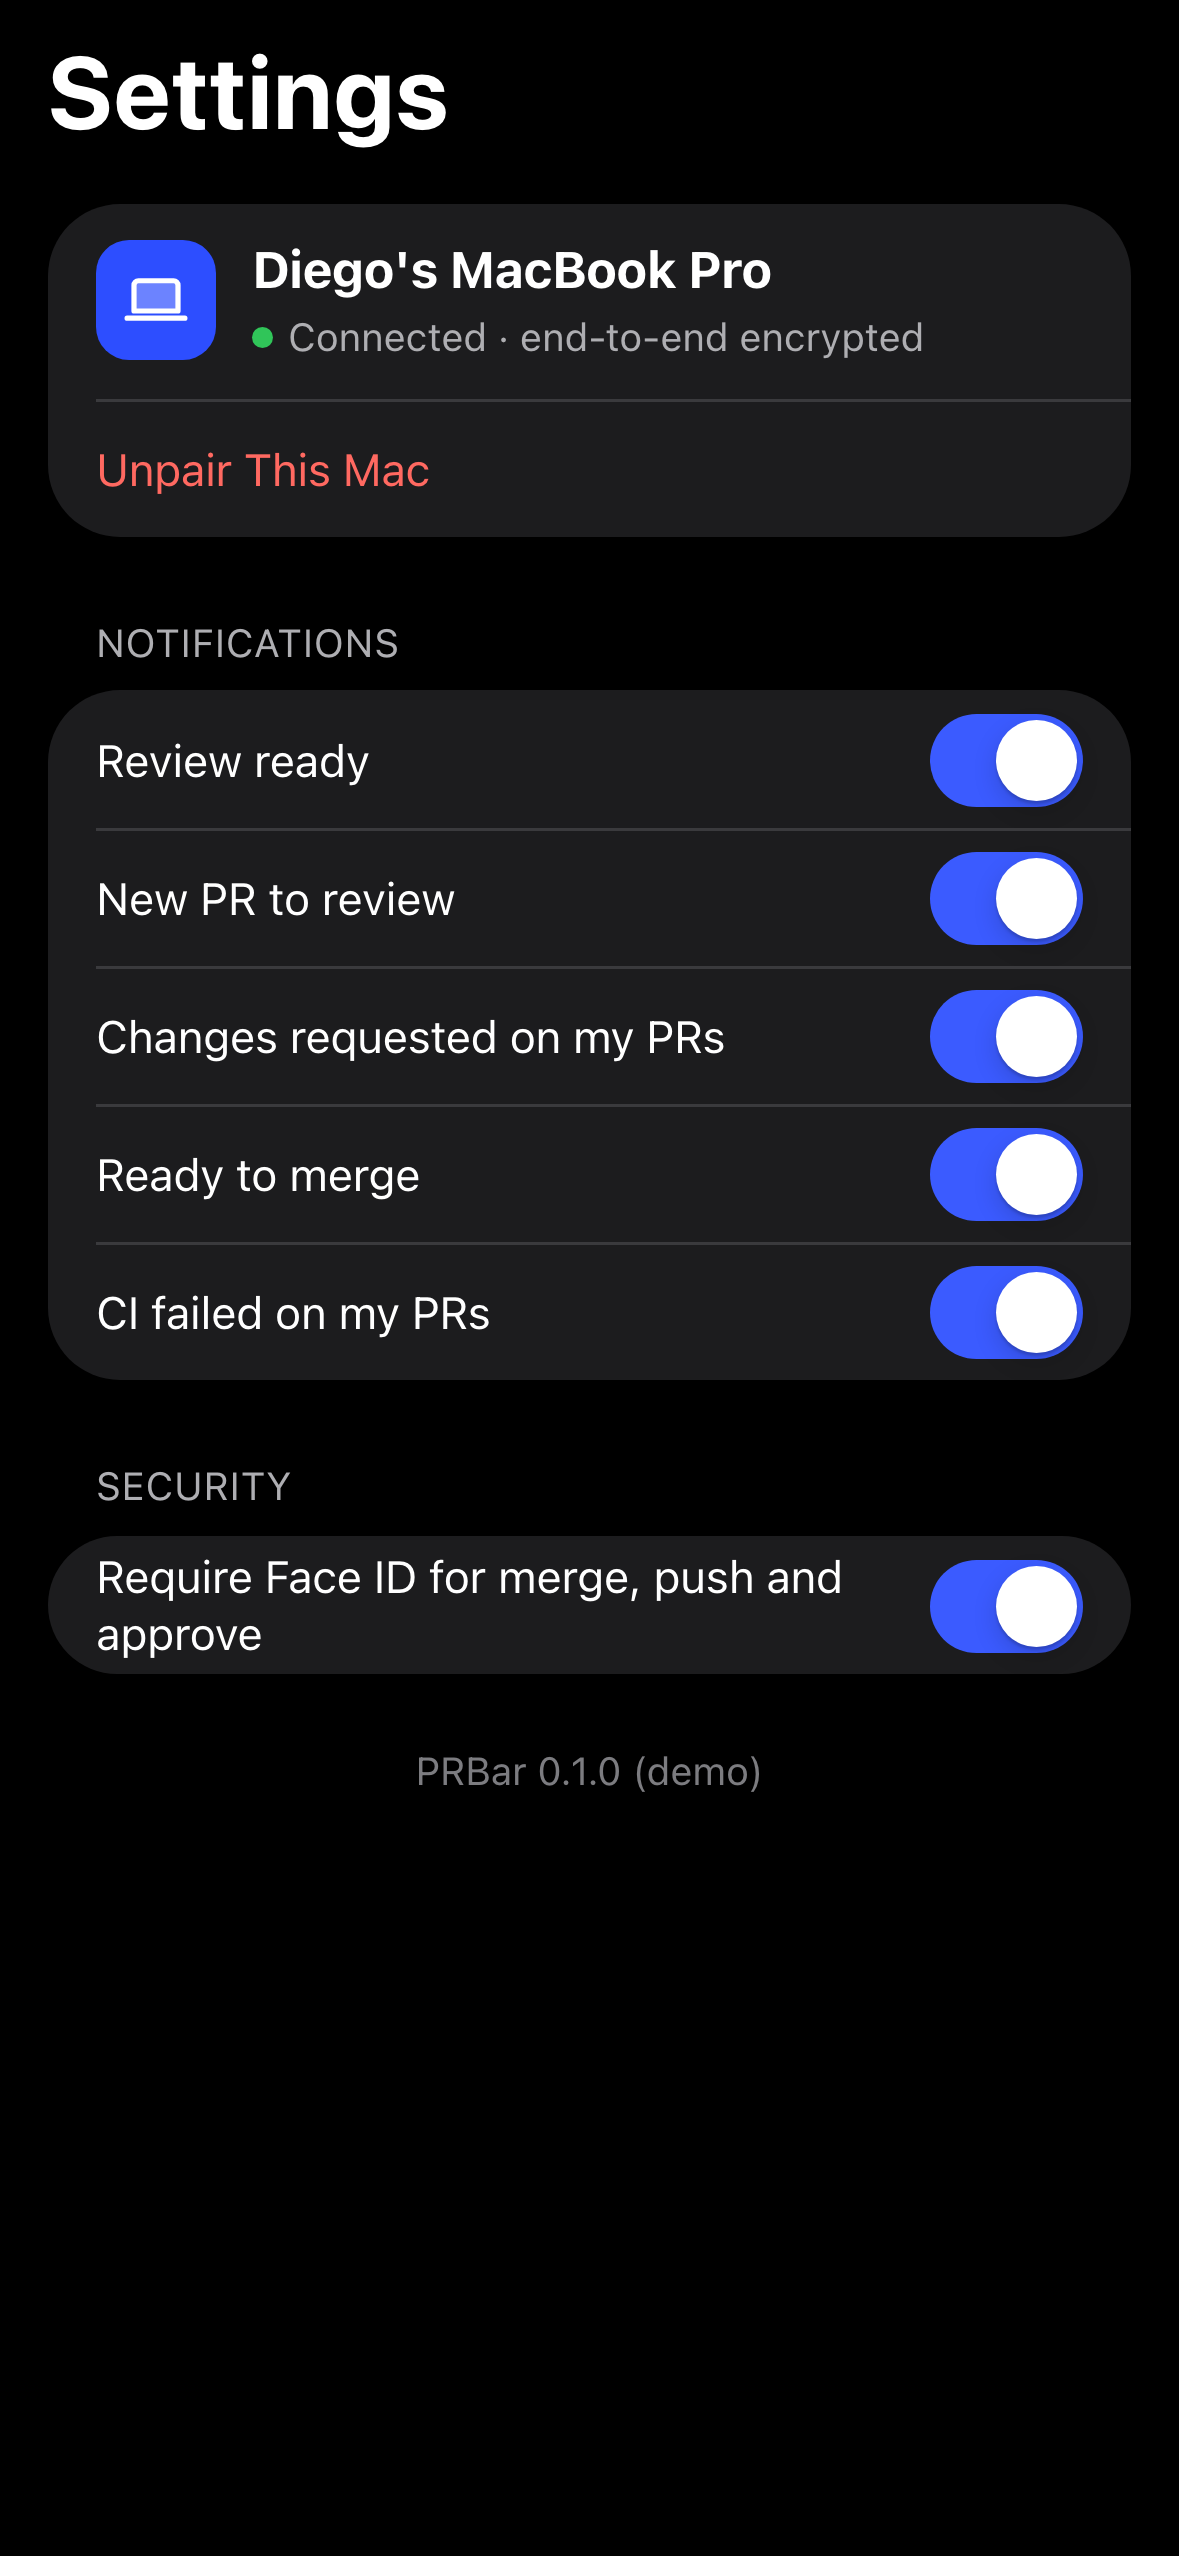 Settings
Diego's MacBook Pro
Connected · end-to-end encrypted
Unpair This Mac
NOTIFICATIONS
Review ready
New PR to review
Changes requested on my PRs
Ready to merge
CI failed on my PRs
SECURITY
Require Face ID for merge, push and
approve
PRBar 0.1.0 (demo)